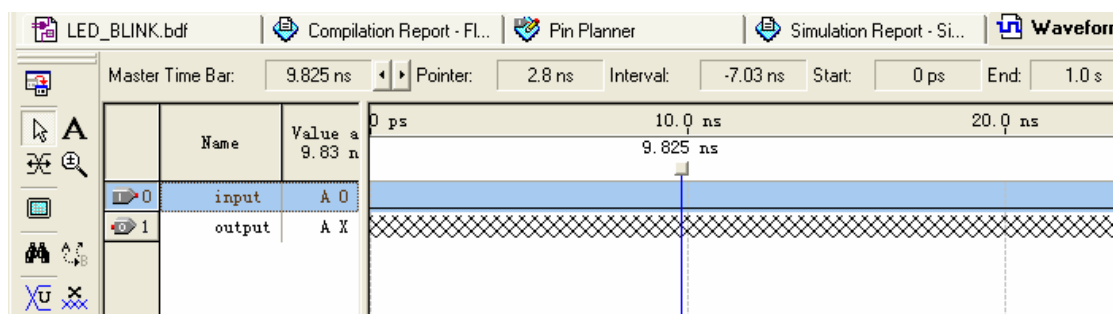 LED_BLINK.bdf Compilation Report - Fl... Pin Planner Simulation Report - Si... Wavefor
Master Time Bar: 9.825 ns Pointer: 2.8 ns Interval: -7.03 ns Start: 0 ps End: 1.0 s
Name Value a
9.83 n
0 ps 10.0 ns 20.0 ns
9.825 ns
0 input A 0
1 output A X